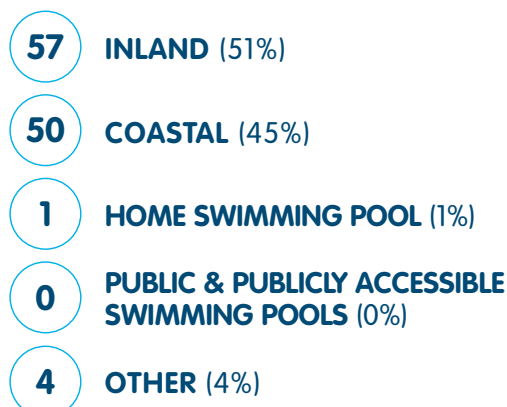 57 INLAND (51%)
50 COASTAL (45%)
1 HOME SWIMMING POOL (1%)
0 PUBLIC & PUBLICLY ACCESSIBLE
SWIMMING POOLS (0%)
4 OTHER (4%)